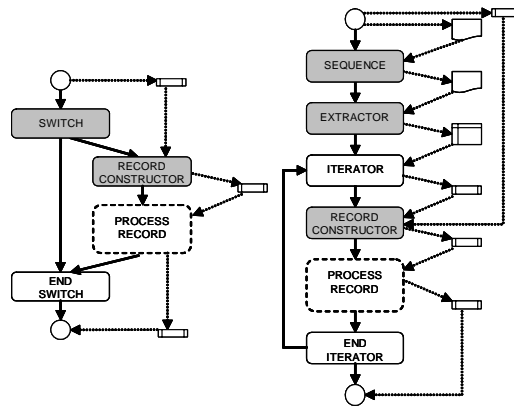 SWITCH
RECORD
CONSTRUCTOR
PROCESS
RECORD
END
SWITCH
SEQUENCE
EXTRACTOR
ITERATOR
RECORD
CONSTRUCTOR
PROCESS
RECORD
END
ITERATOR